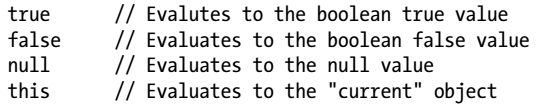 true // Evalutes to the boolean true value
false // Evaluates to the boolean false value
null // Evaluates to the null value
this // Evaluates to the "current" object